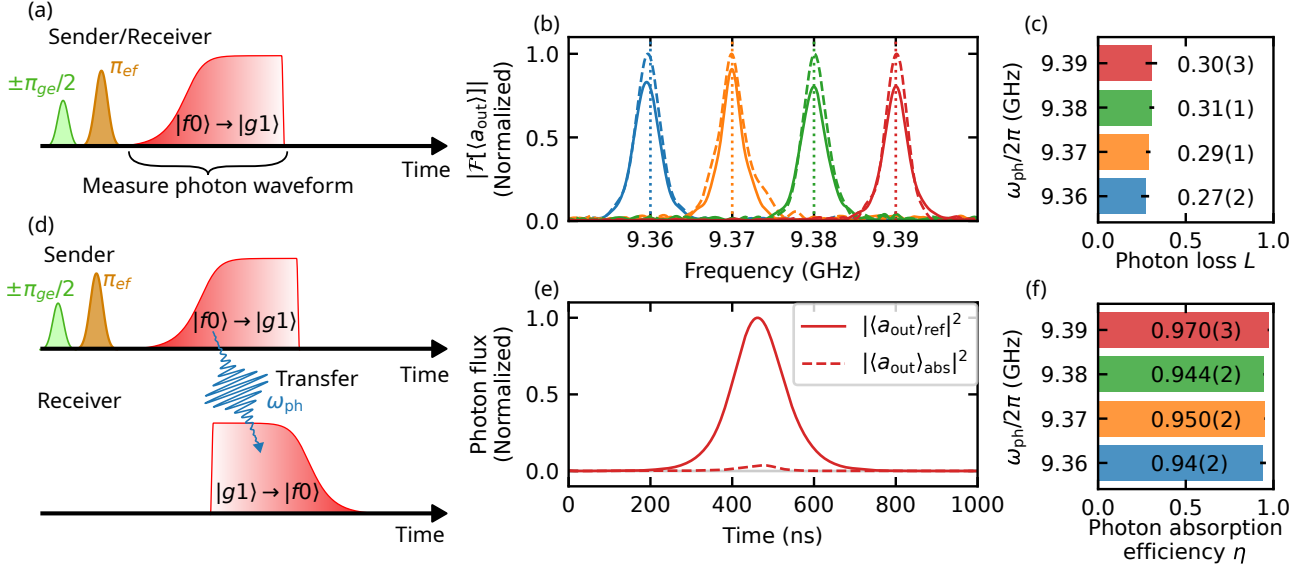 (a)
Sender/Receiver
±π_ge/2
π_ef
|f0⟩ → |g1⟩
Time
Measure photon waveform
(b)
|𝓕[⟨a_out⟩]|
(Normalized)
1.0
0.5
0.0
9.36 9.37 9.38 9.39
Frequency (GHz)
(c)
ω_ph/2π (GHz)
9.39 0.30(3)
9.38 0.31(1)
9.37 0.29(1)
9.36 0.27(2)
0.0 0.5 1.0
Photon loss L
(d)
Sender
±π_ge/2
π_ef
|f0⟩ → |g1⟩
Time
Transfer
ω_ph
Receiver
|g1⟩ → |f0⟩
Time
(e)
Photon flux
(Normalized)
1.0
0.5
0.0
|⟨a_out⟩_ref|²
|⟨a_out⟩_abs|²
0 200 400 600 800 1000
Time (ns)
(f)
ω_ph/2π (GHz)
9.39 0.970(3)
9.38 0.944(2)
9.37 0.950(2)
9.36 0.94(2)
0.0 0.5 1.0
Photon absorption
efficiency η